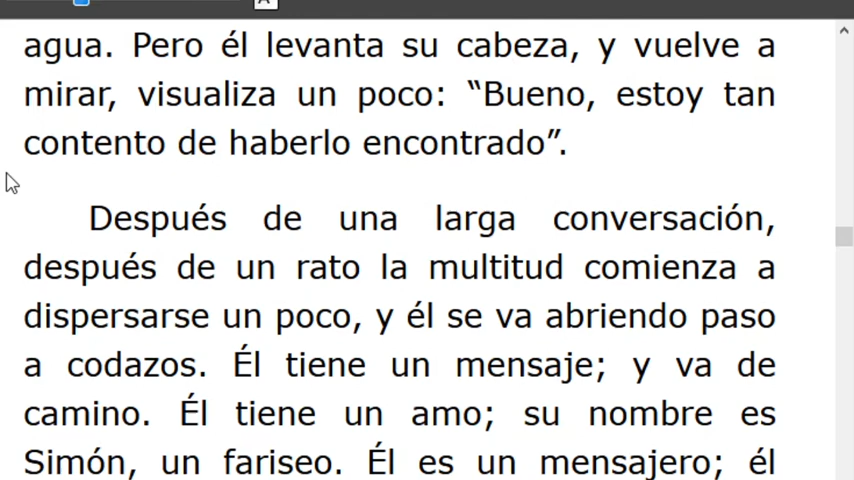 agua. Pero él levanta su cabeza, y vuelve a
mirar, visualiza un poco: “Bueno, estoy tan
contento de haberlo encontrado”.
Después de una larga conversación,
después de un rato la multitud comienza a
dispersarse un poco, y él se va abriendo paso
a codazos. Él tiene un mensaje; y va de
camino. Él tiene un amo; su nombre es
Simón, un fariseo. Él es un mensajero; él